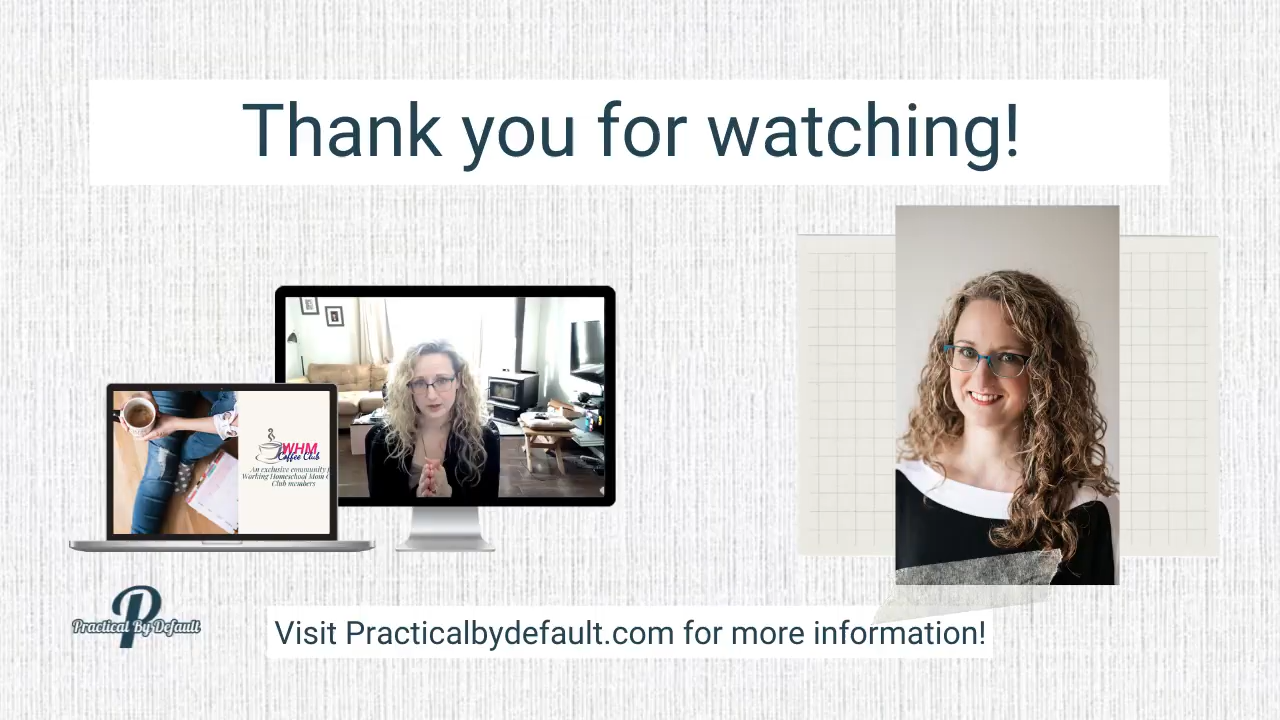 Thank you for watching!
WHM
Coffee Club
An exclusive community f
Working Homeschool Mom
Club members
Practical By Default
Visit Practicalbydefault.com for more information!